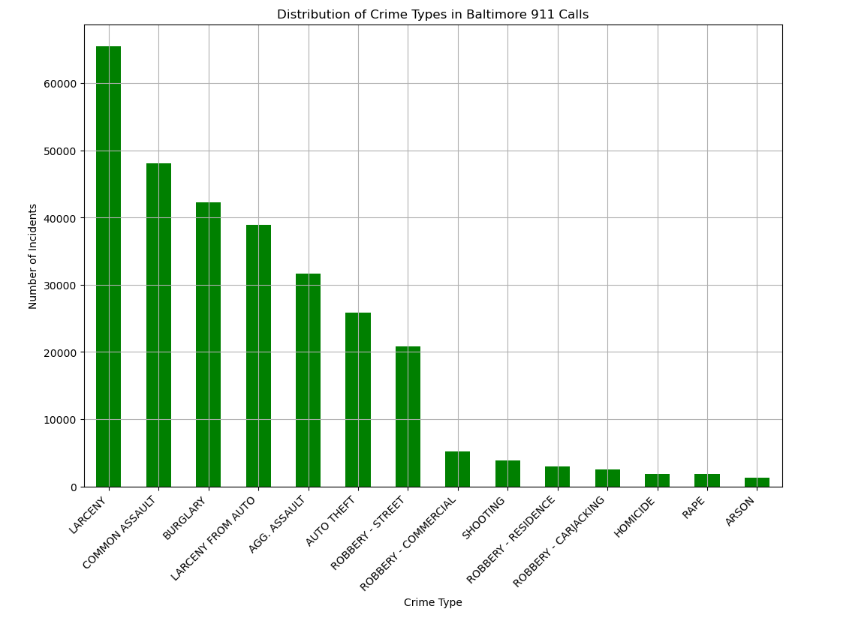 Distribution of Crime Types in Baltimore 911 Calls
60000
50000
40000
30000
20000
10000
0
Number of Incidents
LARCENY
COMMON ASSAULT
BURGLARY
LARCENY FROM AUTO
AGG. ASSAULT
AUTO THEFT
ROBBERY - STREET
ROBBERY - COMMERCIAL
SHOOTING
ROBBERY - RESIDENCE
ROBBERY - CARJACKING
HOMICIDE
RAPE
ARSON
Crime Type